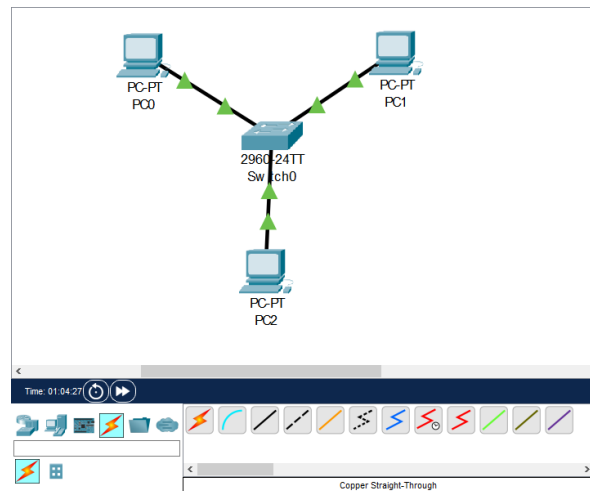 PC-PT
PC0
PC-PT
PC1
2960-24TT
Switch0
PC-PT
PC2
Time: 01:04:27
Copper Straight-Through